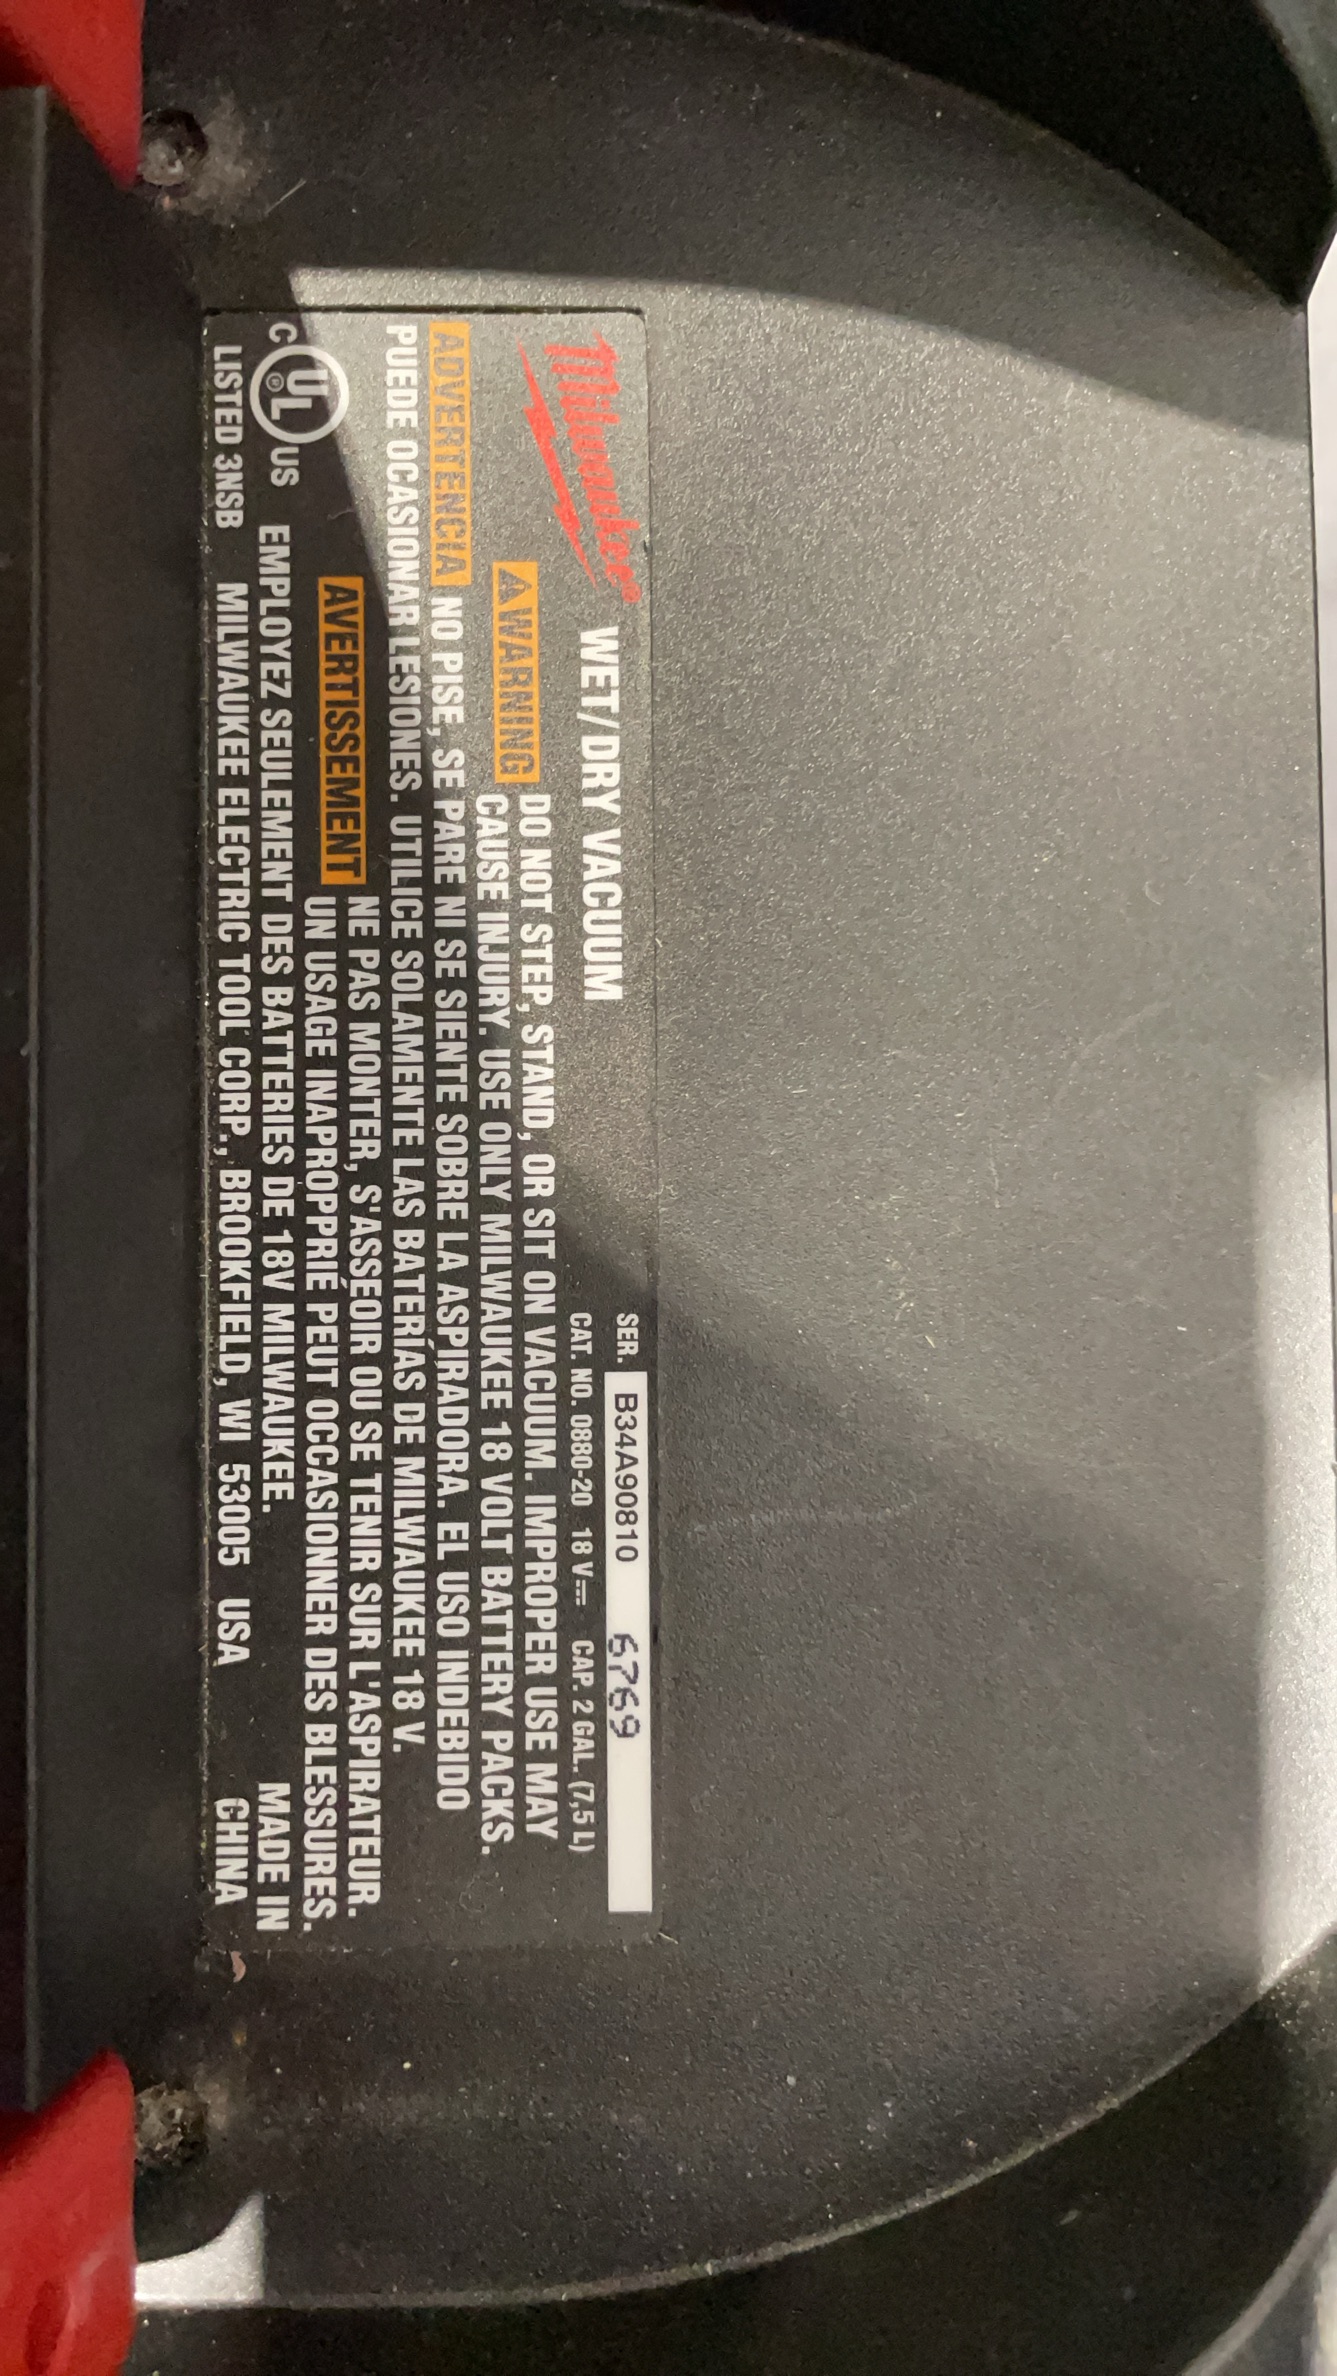 Milwaukee®
WET/DRY VACUUM
SER. B34A90810 6769
CAT. NO. 0880-20 18 V⎓ CAP. 2 GAL. (7,5 L)
⚠WARNING DO NOT STEP, STAND, OR SIT ON VACUUM. IMPROPER USE MAY
CAUSE INJURY. USE ONLY MILWAUKEE 18 VOLT BATTERY PACKS.
ADVERTENCIA NO PISE, SE PARE NI SE SIENTE SOBRE LA ASPIRADORA. EL USO INDEBIDO
PUEDE OCASIONAR LESIONES. UTILICE SOLAMENTE LAS BATERÍAS DE MILWAUKEE 18 V.
AVERTISSEMENT NE PAS MONTER, S'ASSEOIR OU SE TENIR SUR L'ASPIRATEUR.
UN USAGE INAPROPPRIÉ PEUT OCCASIONNER DES BLESSURES.
C UL® US EMPLOYEZ SEULEMENT DES BATTERIES DE 18V MILWAUKEE. MADE IN
LISTED 3NSB MILWAUKEE ELECTRIC TOOL CORP., BROOKFIELD, WI 53005 USA CHINA